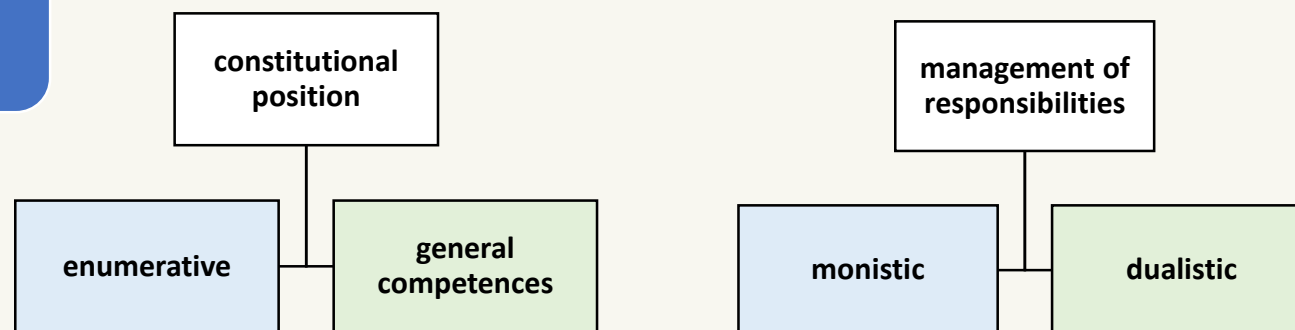 constitutional
position
management of
responsibilities
enumerative
general
competences
monistic
dualistic